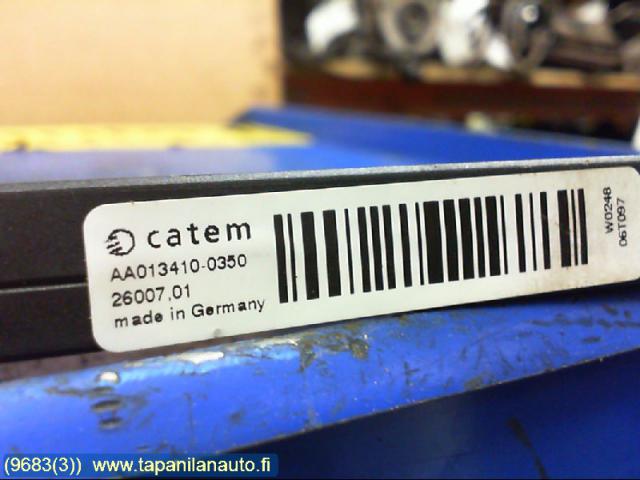 catem
AA013410-0350
26007.01
made in Germany
W0248
06T097
(9683(3)) www.tapanilanauto.fi